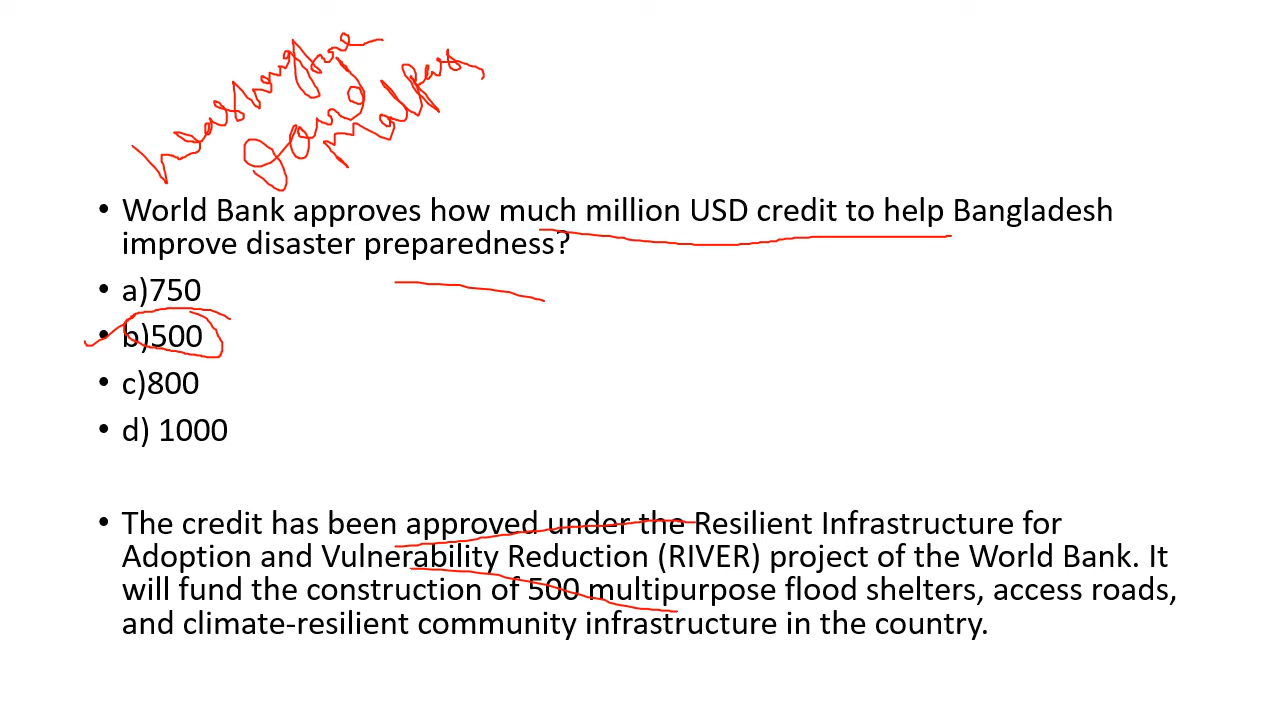 David
Malpas
• World Bank approves how much million USD credit to help Bangladesh
improve disaster preparedness?
• a)750
• b)500
• c)800
• d) 1000
• The credit has been approved under the Resilient Infrastructure for
Adoption and Vulnerability Reduction (RIVER) project of the World Bank. It
will fund the construction of 500 multipurpose flood shelters, access roads,
and climate-resilient community infrastructure in the country.